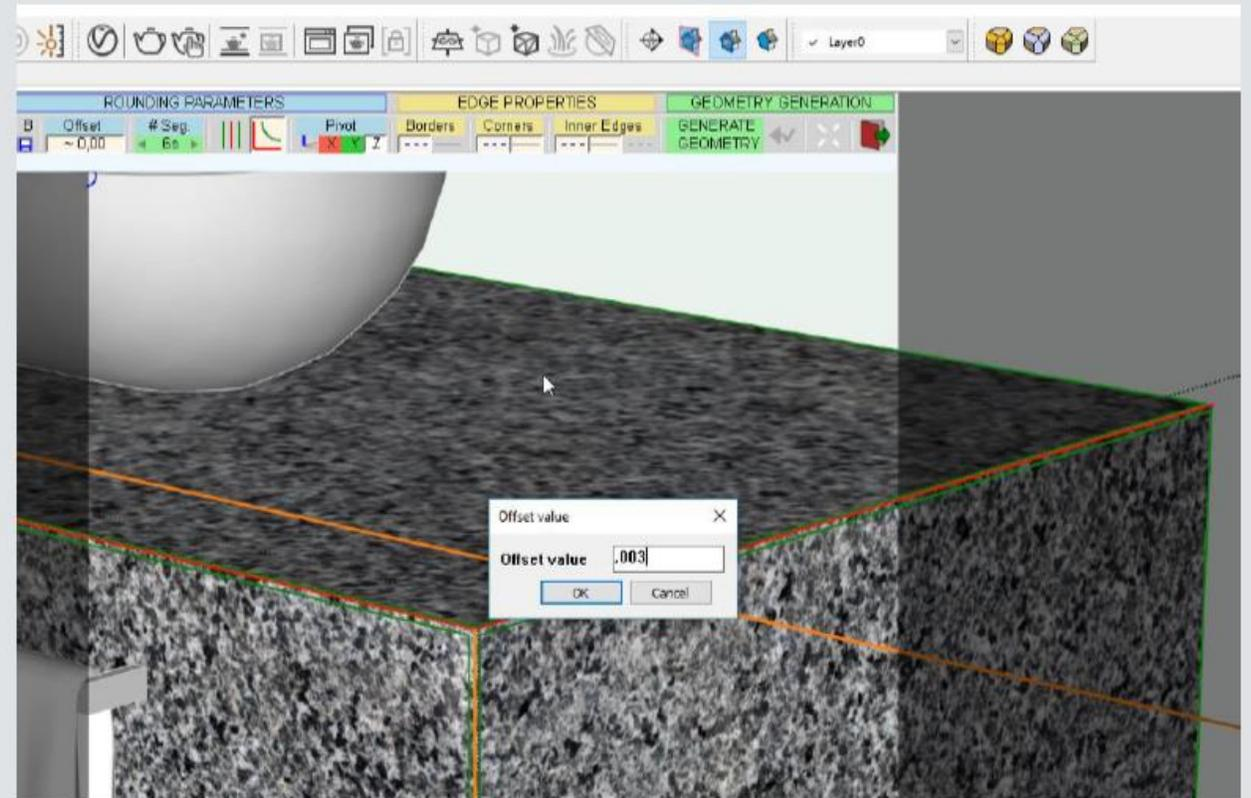 Layer0
ROUNDING PARAMETERS EDGE PROPERTIES GEOMETRY GENERATION
B Offset # Seg. Pivot Borders Corners Inner Edges GENERATE
~ 0,00 6s X Y Z GEOMETRY
Offset value
Offset value .003
OK Cancel